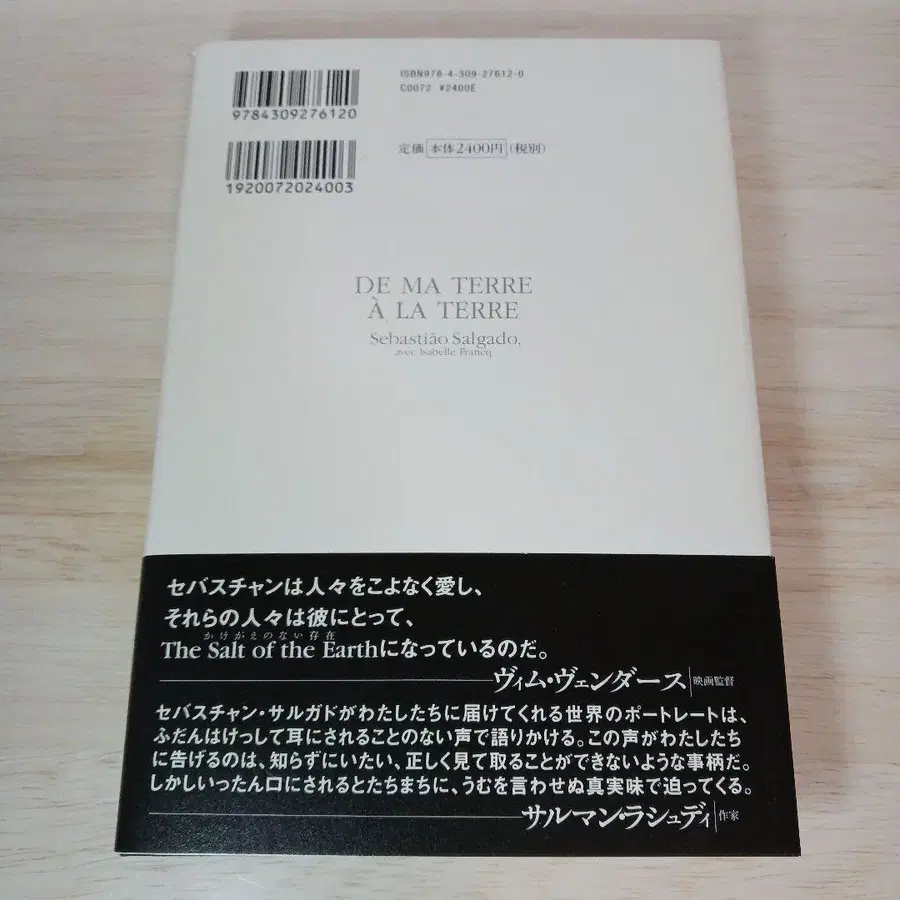 ISBN978-4-309-27612-0
C0072 ¥2400E
9784309276120
定価 本体2400円(税別)
1920072024003
DE MA TERRE
À LA TERRE
Sebastião Salgado,
avec Isabelle Francq
セバスチャンは人々をこよなく愛し、
それらの人々は彼にとって、
かけがえのない存在
The Salt of the Earthになっているのだ。
ヴィム・ヴェンダース|映画監督
セバスチャン・サルガドがわたしたちに届けてくれる世界のポートレートは、
ふだんはけっして耳にされることのない声で語りかける。この声がわたしたち
に告げるのは、知らずにいたい、正しく見て取ることができないような事柄だ。
しかしいったん口にされるとたちまちに、うむを言わせぬ真実味で迫ってくる。
サルマン・ラシュディ|作家